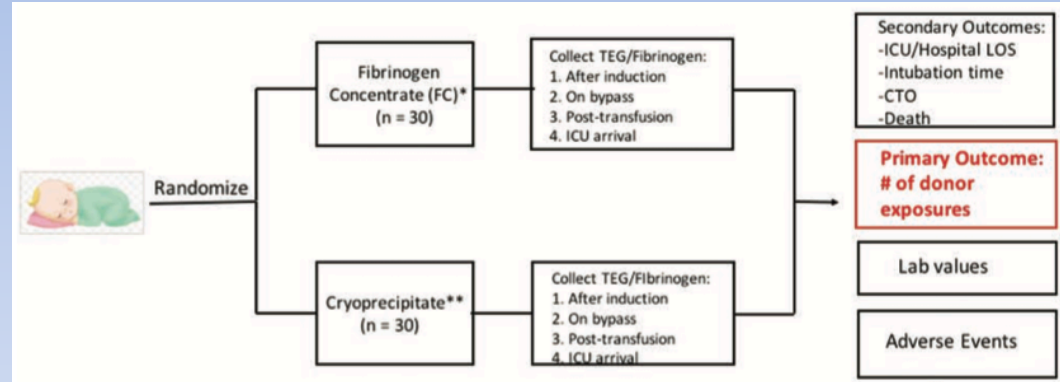 Randomize
Fibrinogen
Concentrate (FC)*
(n = 30)
Collect TEG/Fibrinogen:
1. After induction
2. On bypass
3. Post-transfusion
4. ICU arrival
Cryoprecipitate**
(n = 30)
Collect TEG/FIbrinogen:
1. After induction
2. On bypass
3. Post-transfusion
4. ICU arrival
Secondary Outcomes:
-ICU/Hospital LOS
-Intubation time
-CTO
-Death
Primary Outcome:
# of donor
exposures
Lab values
Adverse Events